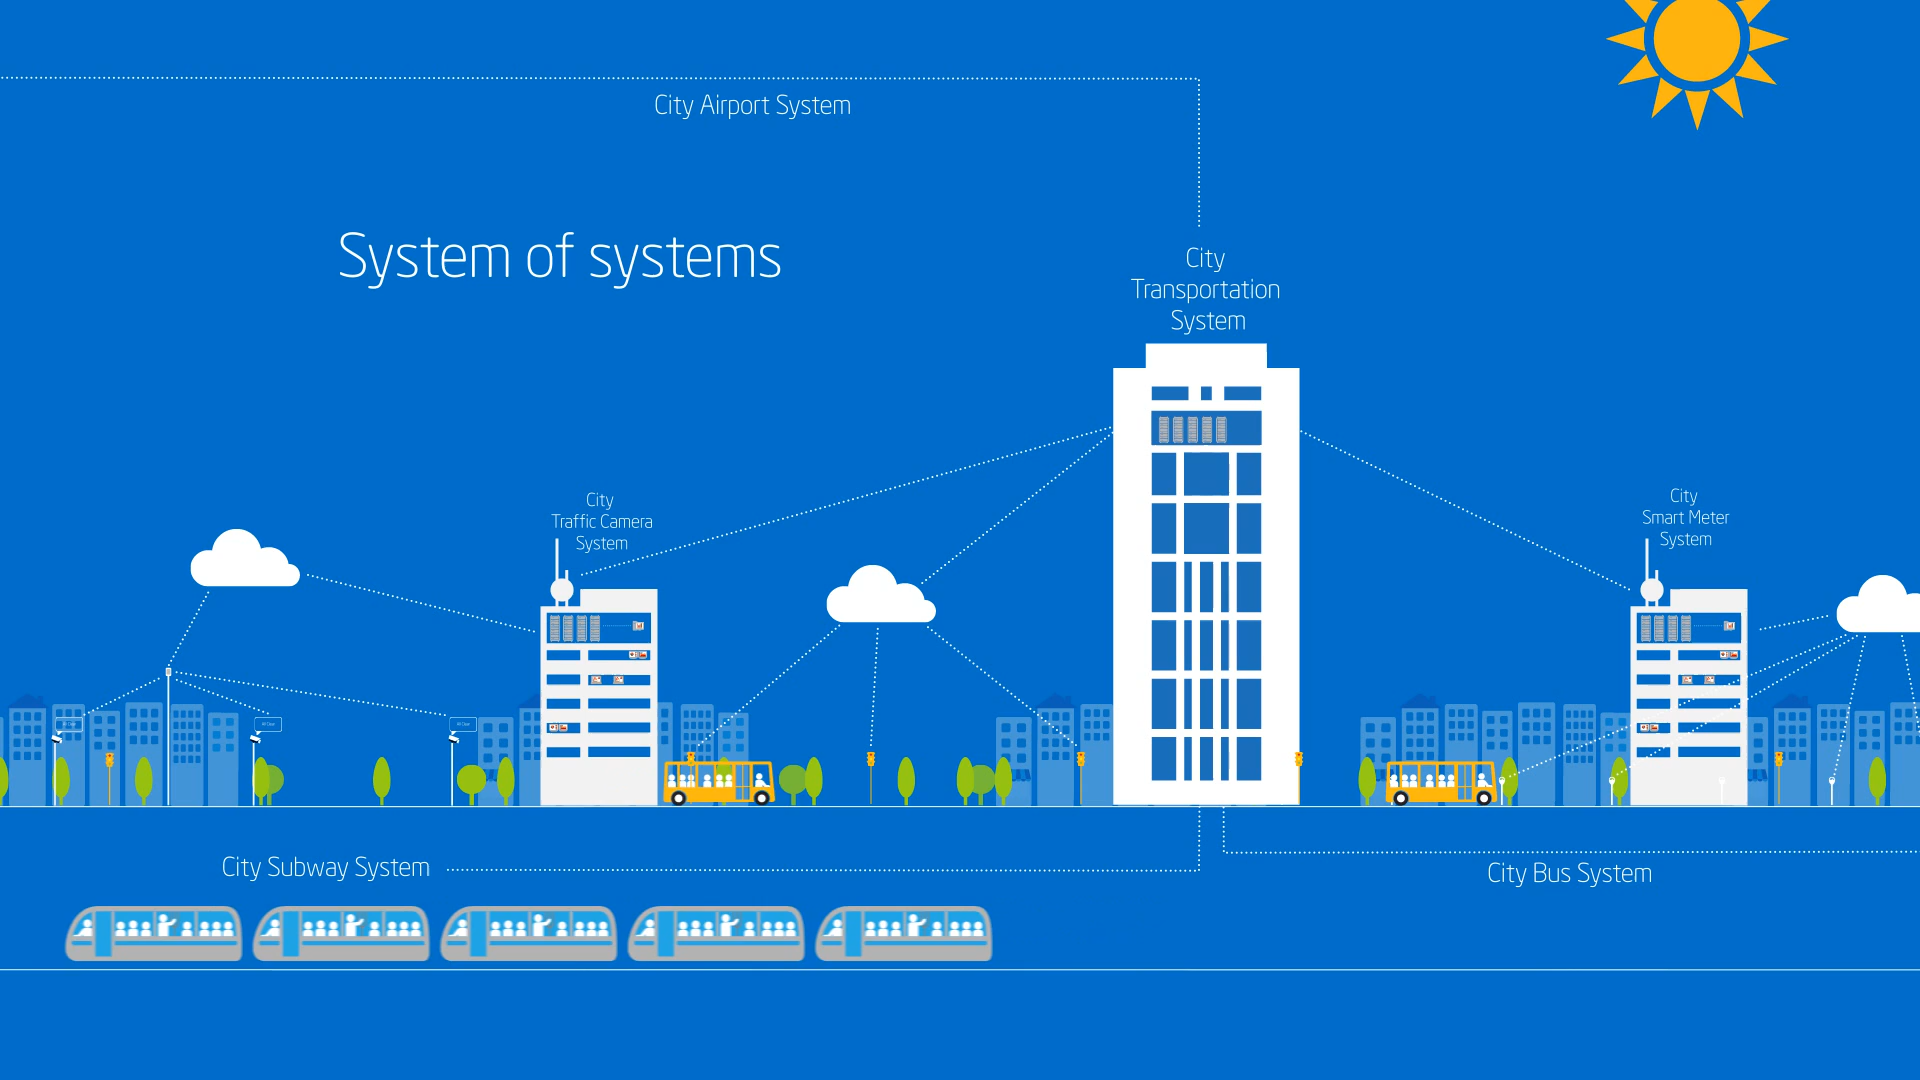 City Airport System
System of systems
City
Transportation
System
City
Traffic Camera
System
City
Smart Meter
System
City Subway System
City Bus System